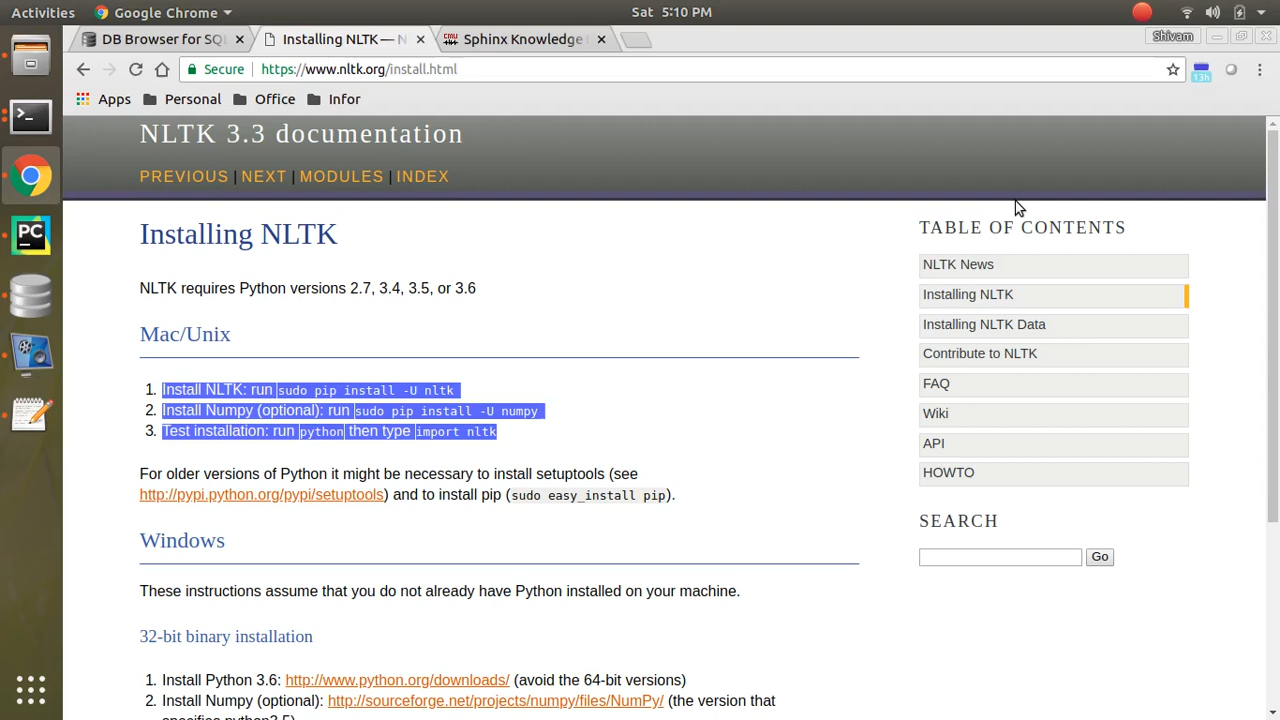 Activities Google Chrome Sat 5:10 PM
DB Browser for SQL Installing NLTK — N Sphinx Knowledge Shivam
Secure https://www.nltk.org/install.html 13h
Apps Personal Office Infor
NLTK 3.3 documentation
PREVIOUS | NEXT | MODULES | INDEX
Installing NLTK
NLTK requires Python versions 2.7, 3.4, 3.5, or 3.6
Mac/Unix
1. Install NLTK: run sudo pip install -U nltk
2. Install Numpy (optional): run sudo pip install -U numpy
3. Test installation: run python then type import nltk
For older versions of Python it might be necessary to install setuptools (see
http://pypi.python.org/pypi/setuptools) and to install pip (sudo easy_install pip).
Windows
These instructions assume that you do not already have Python installed on your machine.
32-bit binary installation
1. Install Python 3.6: http://www.python.org/downloads/ (avoid the 64-bit versions)
2. Install Numpy (optional): http://sourceforge.net/projects/numpy/files/NumPy/ (the version that
specifies python3.5)
TABLE OF CONTENTS
NLTK News
Installing NLTK
Installing NLTK Data
Contribute to NLTK
FAQ
Wiki
API
HOWTO
SEARCH
Go
PC